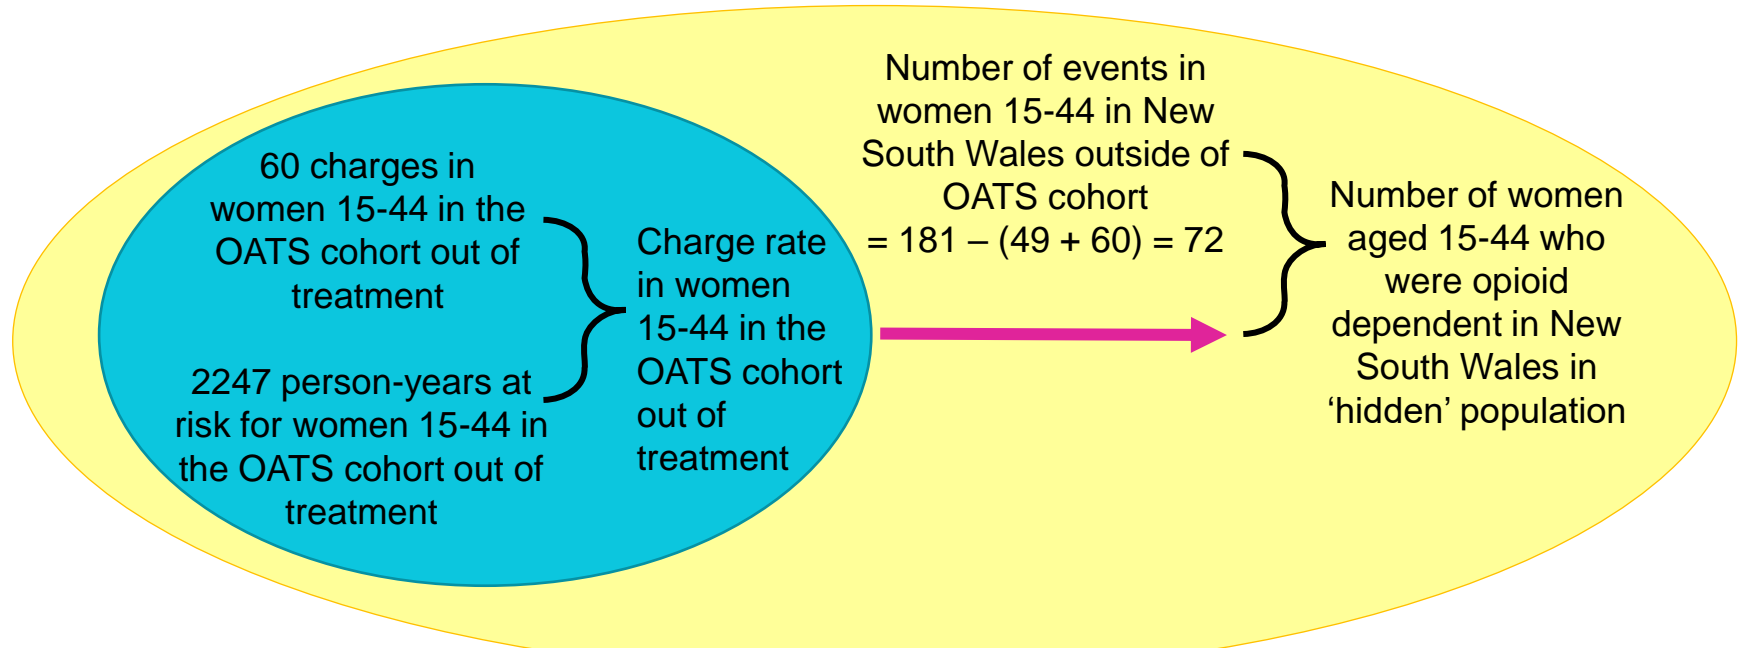 60 charges in
women 15-44 in the
OATS cohort out of
treatment
2247 person-years at
risk for women 15-44 in
the OATS cohort out of
treatment
Charge rate
in women
15-44 in the
OATS cohort
out of
treatment
Number of events in
women 15-44 in New
South Wales outside of
OATS cohort
= 181 – (49 + 60) = 72
Number of women
aged 15-44 who
were opioid
dependent in New
South Wales in
‘hidden’ population